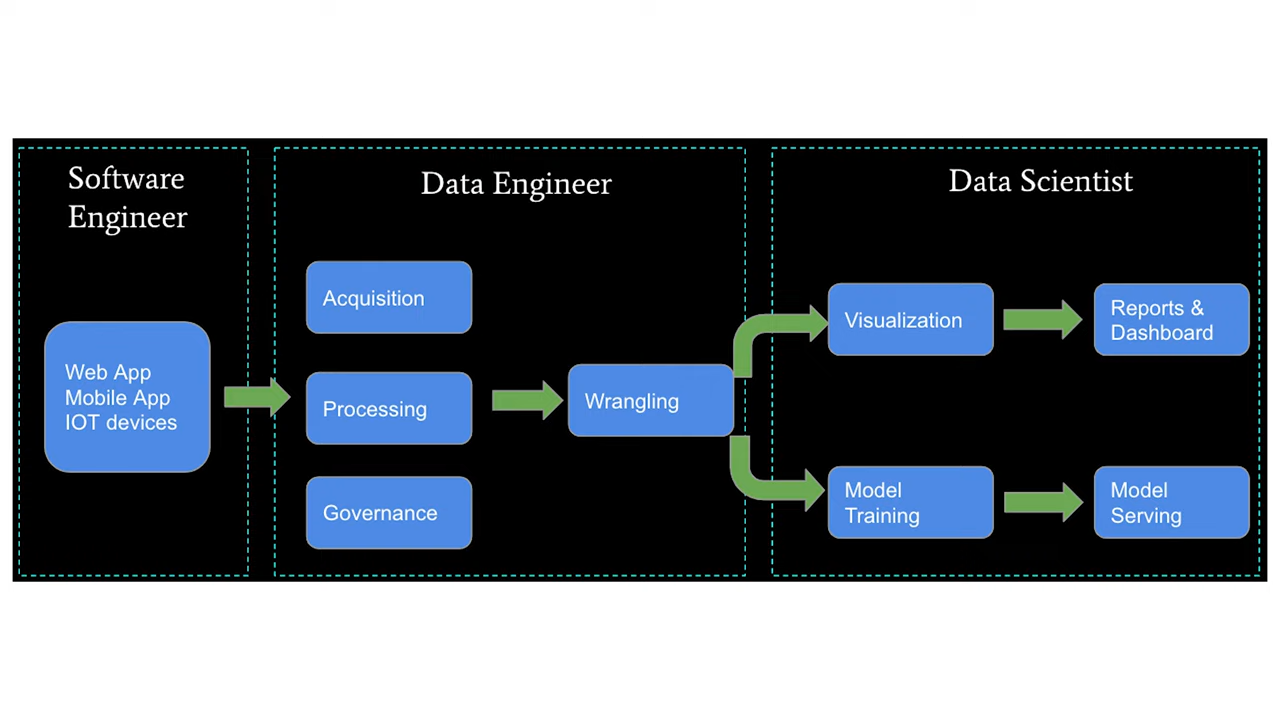 Software
Engineer
Data Engineer
Data Scientist
Web App
Mobile App
IOT devices
Acquisition
Processing
Governance
Wrangling
Visualization
Reports &
Dashboard
Model
Training
Model
Serving